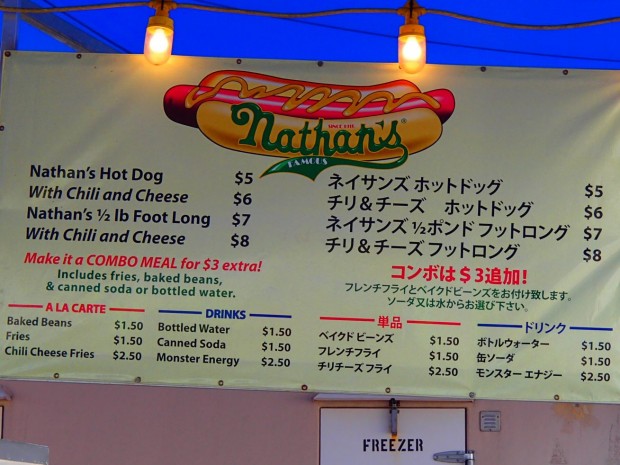 SINCE 1916
Nathan's®
FAMOUS
Nathan's Hot Dog $5
With Chili and Cheese $6
Nathan's ½ lb Foot Long $7
With Chili and Cheese $8
Make it a COMBO MEAL for $3 extra!
Includes fries, baked beans,
& canned soda or bottled water.
A LA CARTE
Baked Beans $1.50
Fries $1.50
Chili Cheese Fries $2.50
DRINKS
Bottled Water $1.50
Canned Soda $1.50
Monster Energy $2.50
ネイサンズ ホットドッグ $5
チリ&チーズ ホットドッグ $6
ネイサンズ ½ポンド フットロング $7
チリ&チーズ フットロング $8
コンボは$3追加!
フレンチフライとベイクドビーンズをお付け致します。
ソーダ又は水からお選び下さい。
単品
ベイクド ビーンズ $1.50
フレンチフライ $1.50
チリチーズ フライ $2.50
ドリンク
ボトルウォーター $1.50
缶ソーダ $1.50
モンスター エナジー $2.50
FREEZER